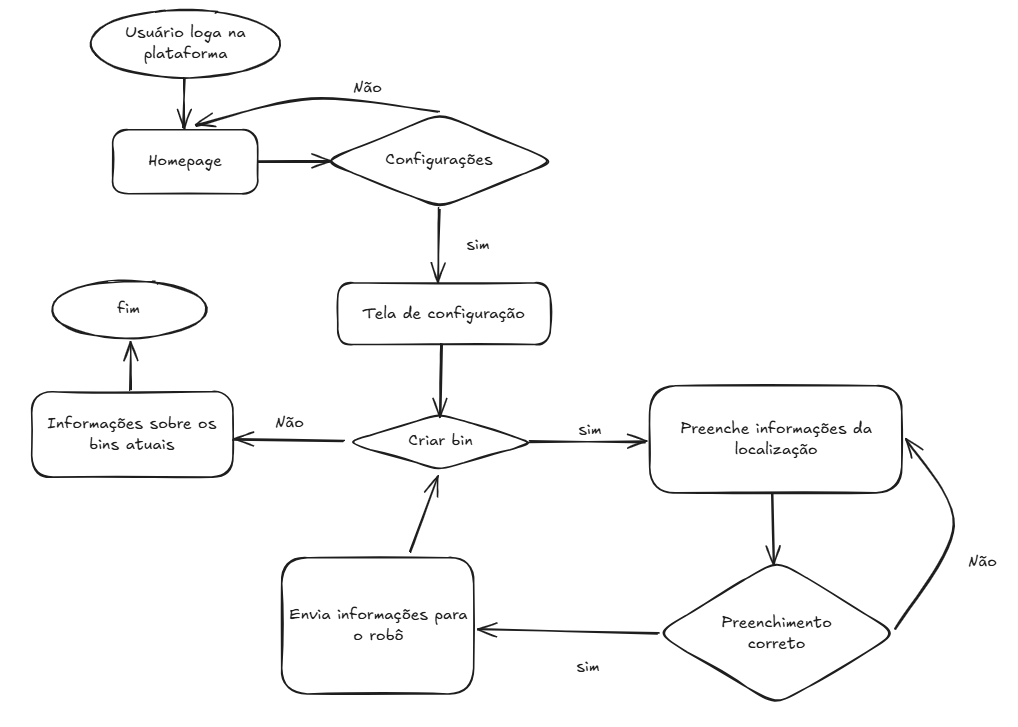 Usuário loga na
plataforma
Não
Homepage
Configurações
sim
fim
Tela de configuração
Informações sobre os
bins atuais
Não
Criar bin
sim
Preenche informações da
localização
Não
Envia informações para
o robô
Preenchimento
correto
sim